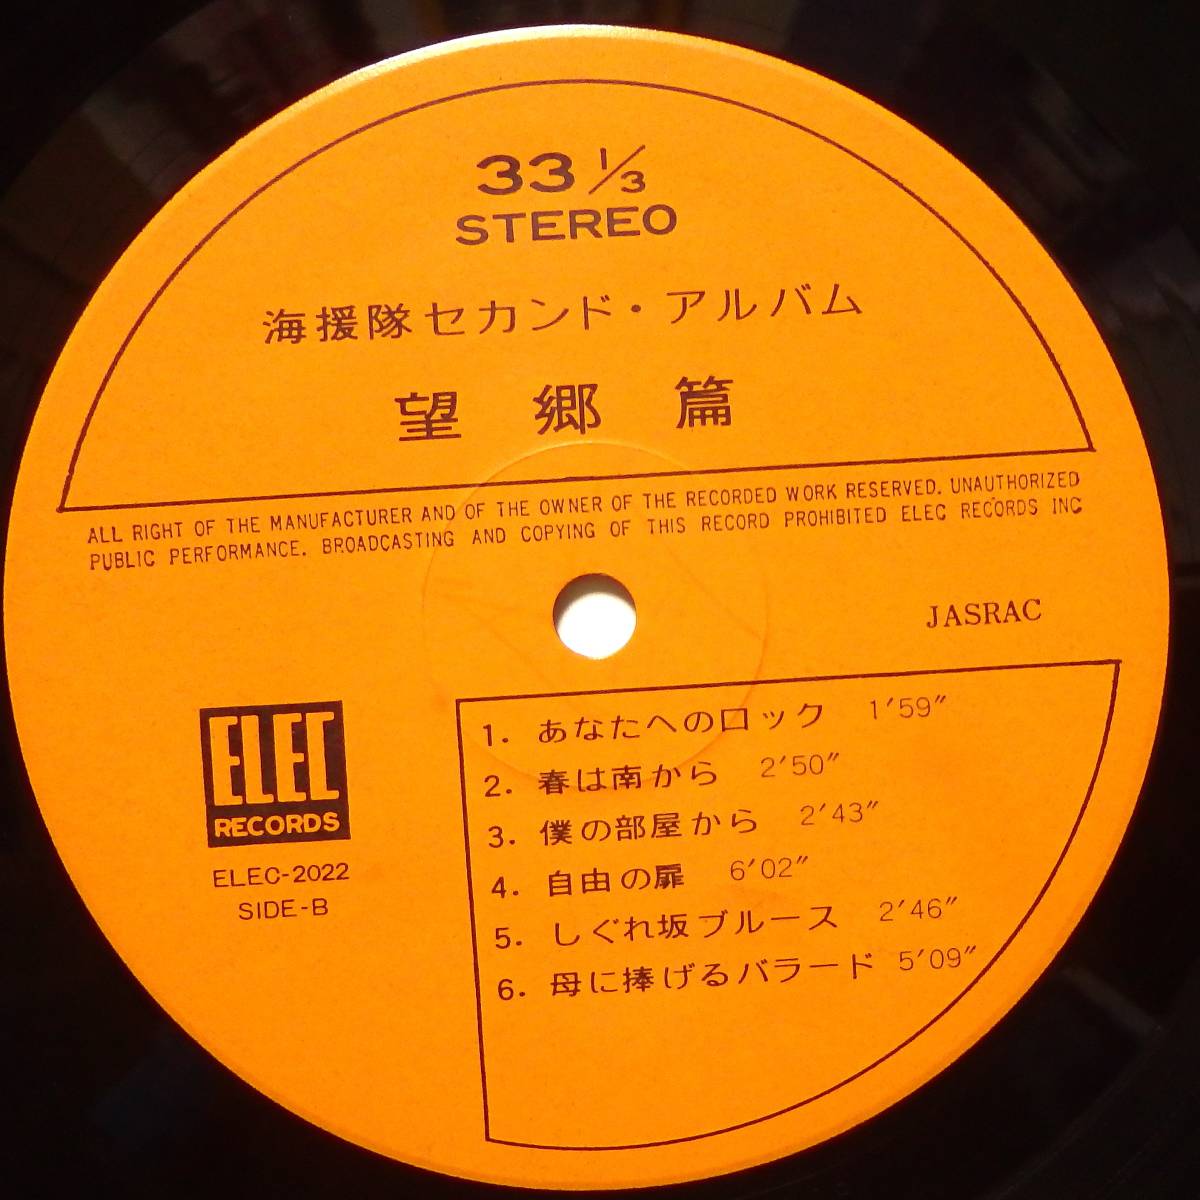 33 1/3
STEREO
海援隊セカンド・アルバム
望郷篇
ALL RIGHT OF THE MANUFACTURER AND OF THE OWNER OF THE RECORDED WORK RESERVED. UNAUTHORIZED
PUBLIC PERFORMANCE. BROADCASTING AND COPYING OF THIS RECORD PROHIBITED ELEC RECORDS INC
JASRAC
ELEC
RECORDS
ELEC-2022
SIDE-B
1. あなたへのロック 1′59″
2. 春は南から 2′50″
3. 僕の部屋から 2′43″
4. 自由の扉 6′02″
5. しぐれ坂ブルース 2′46″
6. 母に捧げるバラード 5′09″